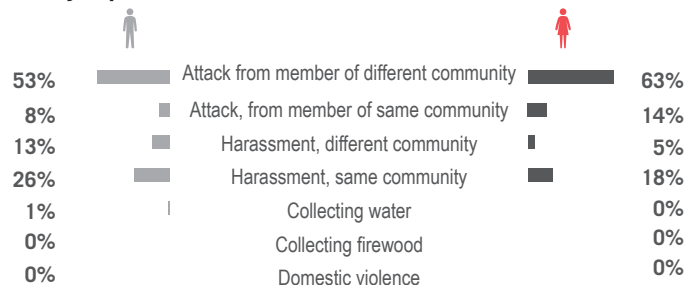 53% Attack from member of different community 63%
8% Attack, from member of same community 14%
13% Harassment, different community 5%
26% Harassment, same community 18%
1% Collecting water 0%
0% Collecting firewood 0%
0% Domestic violence 0%